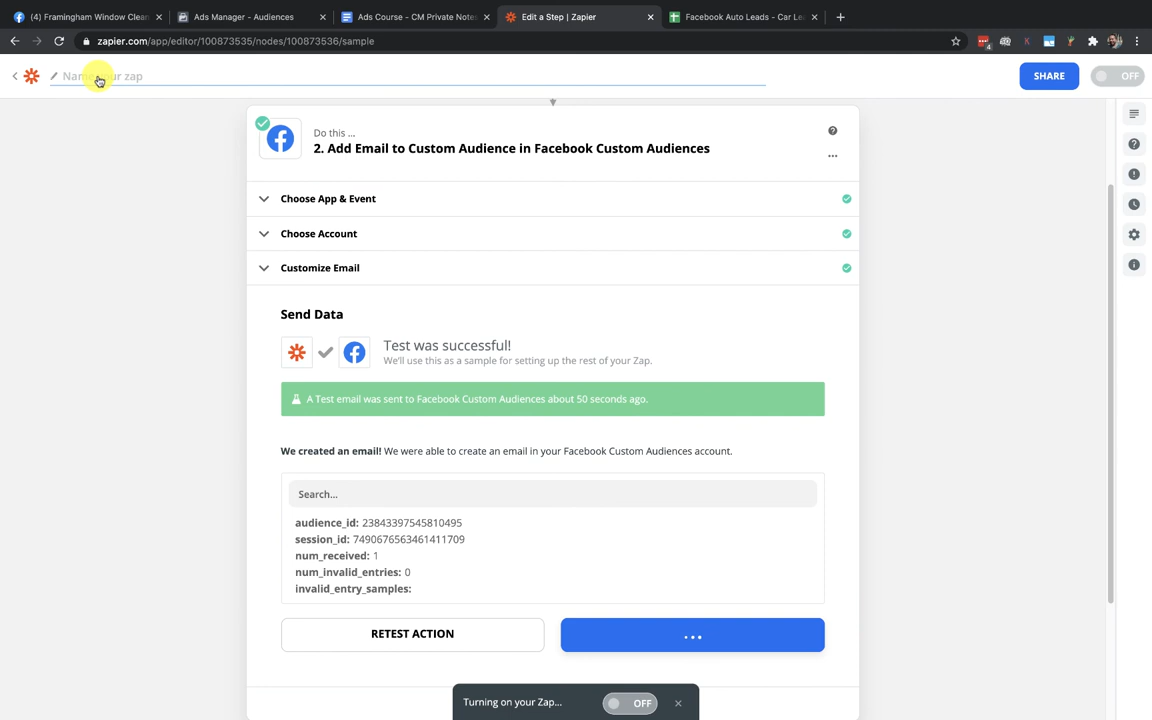 (4) Framingham Window Clean
Ads Manager - Audiences
Ads Course - CM Private Notes
Edit a Step | Zapier
Facebook Auto Leads - Car Lea
zapier.com/app/editor/100873535/nodes/100873536/sample
4
K
Name your zap
SHARE
OFF
Do this ...
2. Add Email to Custom Audience in Facebook Custom Audiences
Choose App & Event
Choose Account
Customize Email
Send Data
Test was successful!
We'll use this as a sample for setting up the rest of your Zap.
A Test email was sent to Facebook Custom Audiences about 50 seconds ago.
We created an email! We were able to create an email in your Facebook Custom Audiences account.
Search...
audience_id: 23843397545810495
session_id: 7490676563461411709
num_received: 1
num_invalid_entries: 0
invalid_entry_samples:
RETEST ACTION
...
Turning on your Zap...
OFF